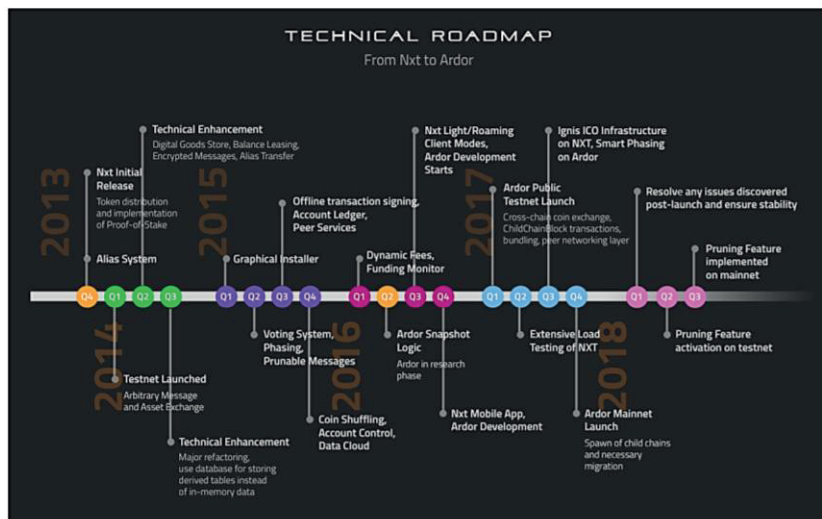 TECHNICAL ROADMAP
From Nxt to Ardor
2013
Nxt Initial
Release
Token distribution
and implementation
of Proof-of-Stake
Alias System
Q4
2014
Q1
Testnet Launched
Arbitrary Message
and Asset Exchange
Technical Enhancement
Digital Goods Store, Balance Leasing,
Encrypted Messages, Alias Transfer
Q2
Q3
Technical Enhancement
Major refactoring,
use database for storing
derived tables instead
of in-memory data
2015
Graphical Installer
Q1
Q2
Voting System,
Phasing,
Prunable Messages
Offline transaction signing,
Account Ledger,
Peer Services
Q3
Q4
Coin Shuffling,
Account Control,
Data Cloud
2016
Dynamic Fees,
Funding Monitor
Q1
Q2
Ardor Snapshot
Logic
Ardor in research
phase
Nxt Light/Roaming
Client Modes,
Ardor Development
Starts
Q3
Q4
Nxt Mobile App,
Ardor Development
2017
Ardor Public
Testnet Launch
Cross-chain coin exchange,
ChildChainBlock transactions,
bundling, peer networking layer
Q1
Q2
Extensive Load
Testing of NXT
Ignis ICO Infrastructure
on NXT, Smart Phasing
on Ardor
Q3
Q4
Ardor Mainnet
Launch
Spawn of child chains
and necessary
migration
2018
Resolve any issues discovered
post-launch and ensure stability
Q1
Q2
Pruning Feature
activation on testnet
Pruning Feature
implemented
on mainnet
Q3